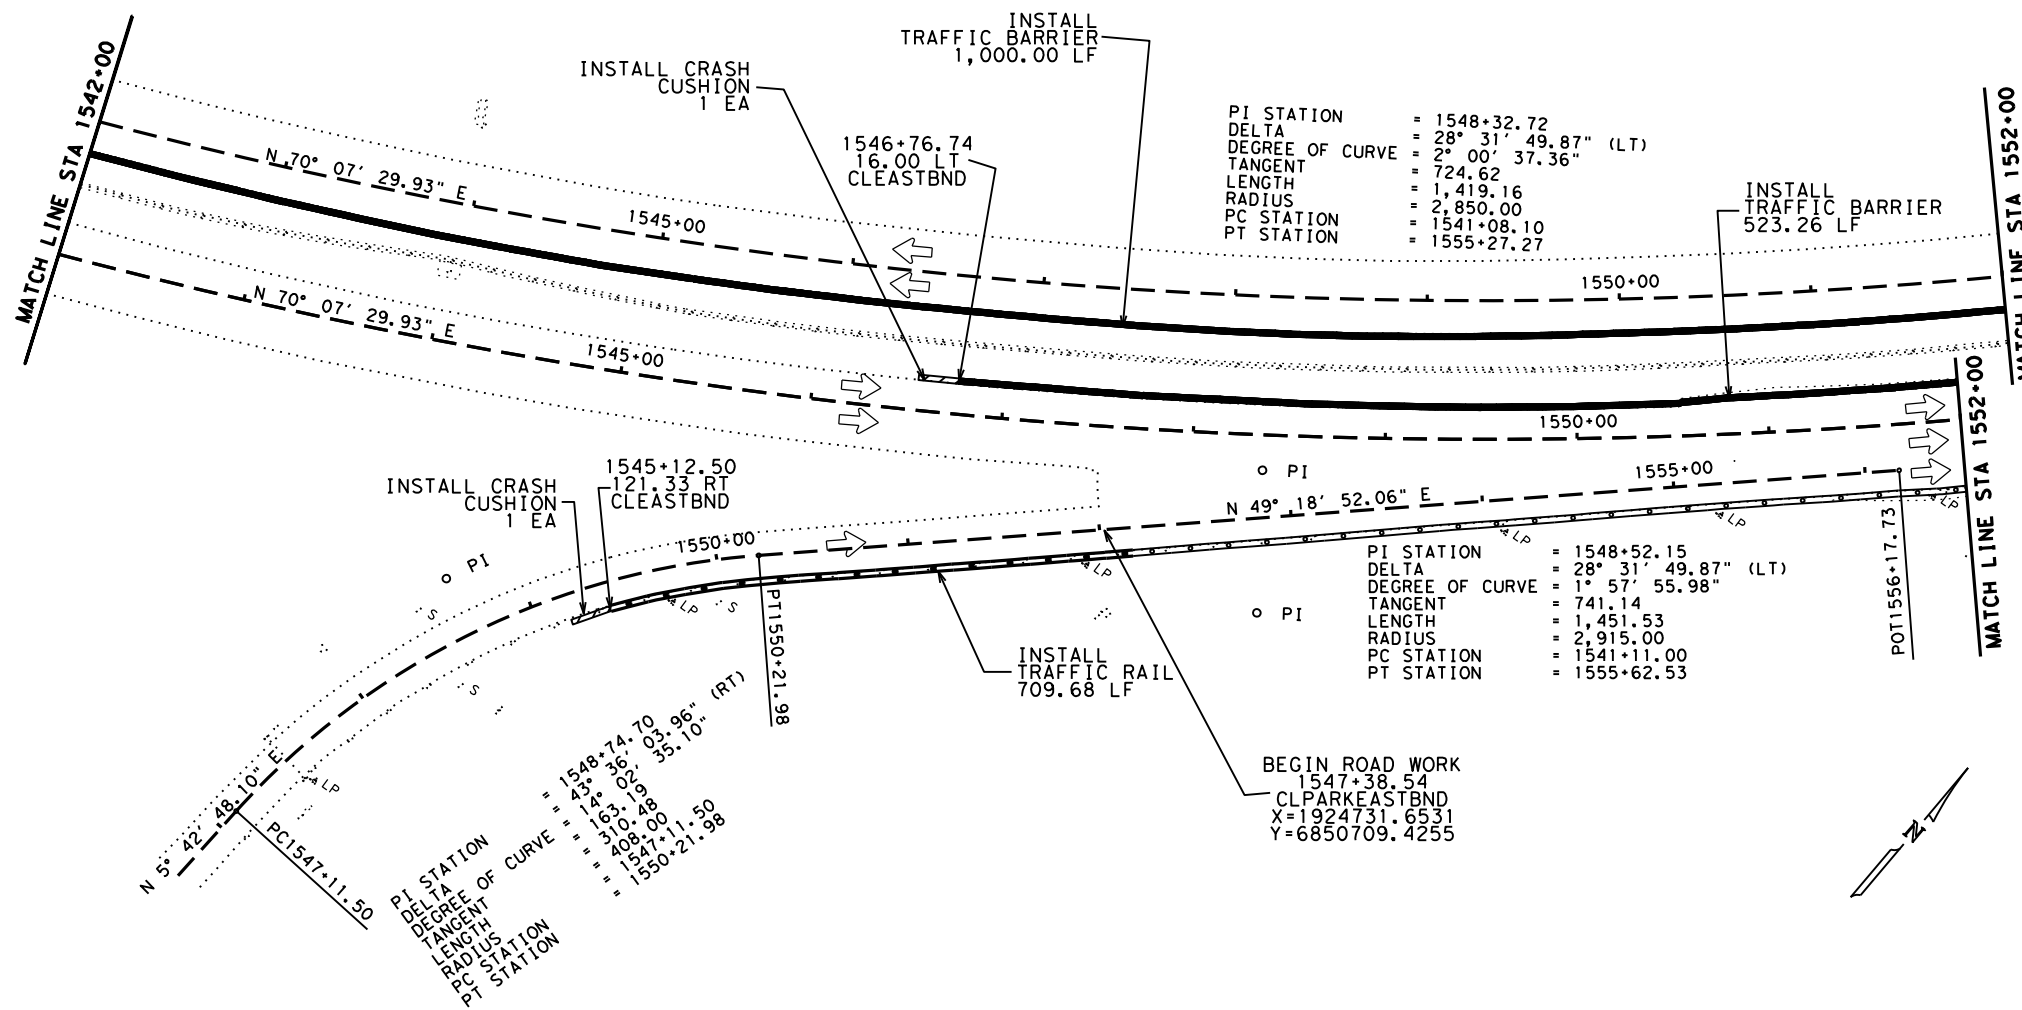 INSTALL
TRAFFIC BARRIER
1,000.00 LF
INSTALL CRASH
CUSHION
1 EA
MATCH LINE STA 1542+00
N 70° 07' 29.93" E
1545+00
1546+76.74
16.00 LT
CLEASTBND
PI STATION = 1548+32.72
DELTA = 28° 31' 49.87" (LT)
DEGREE OF CURVE = 2° 00' 37.36"
TANGENT = 724.62
LENGTH = 1,419.16
RADIUS = 2,850.00
PC STATION = 1541+08.10
PT STATION = 1555+27.27
INSTALL
TRAFFIC BARRIER
523.26 LF
MATCH LINE STA 1552+00
1550+00
N 70° 07' 29.93" E
1545+00
1550+00
MATCH LINE STA 1552+00
INSTALL CRASH
CUSHION
1 EA
1545+12.50
121.33 RT
CLEASTBND
PI
N 49° 18' 52.06" E
1555+00
LP
LP
LP
POT1556+17.73
1550+00
PI
S
LP
S
LP
PT1550+21.98
PI
PI STATION = 1548+52.15
DELTA = 28° 31' 49.87" (LT)
DEGREE OF CURVE = 1° 57' 55.98"
TANGENT = 741.14
LENGTH = 1,451.53
RADIUS = 2,915.00
PC STATION = 1541+11.00
PT STATION = 1555+62.53
INSTALL
TRAFFIC RAIL
709.68 LF
S
LP
N 5° 42' 48.10" E
PC1547+11.50
PI STATION = 1548+74.70
DELTA = 43° 36' 03.96" (RT)
DEGREE OF CURVE = 14° 02' 35.10"
TANGENT = 163.19
LENGTH = 310.48
RADIUS = 408.00
PC STATION = 1547+11.50
PT STATION = 1550+21.98
BEGIN ROAD WORK
1547+38.54
CLPARKEASTBND
X=1924731.6531
Y=6850709.4255
N